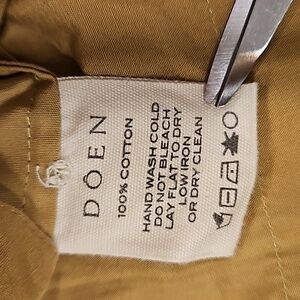 DÔEN
100% COTTON
HAND WASH COLD
DO NOT BLEACH
LAY FLAT TO DRY
LOW IRON
OR DRY CLEAN